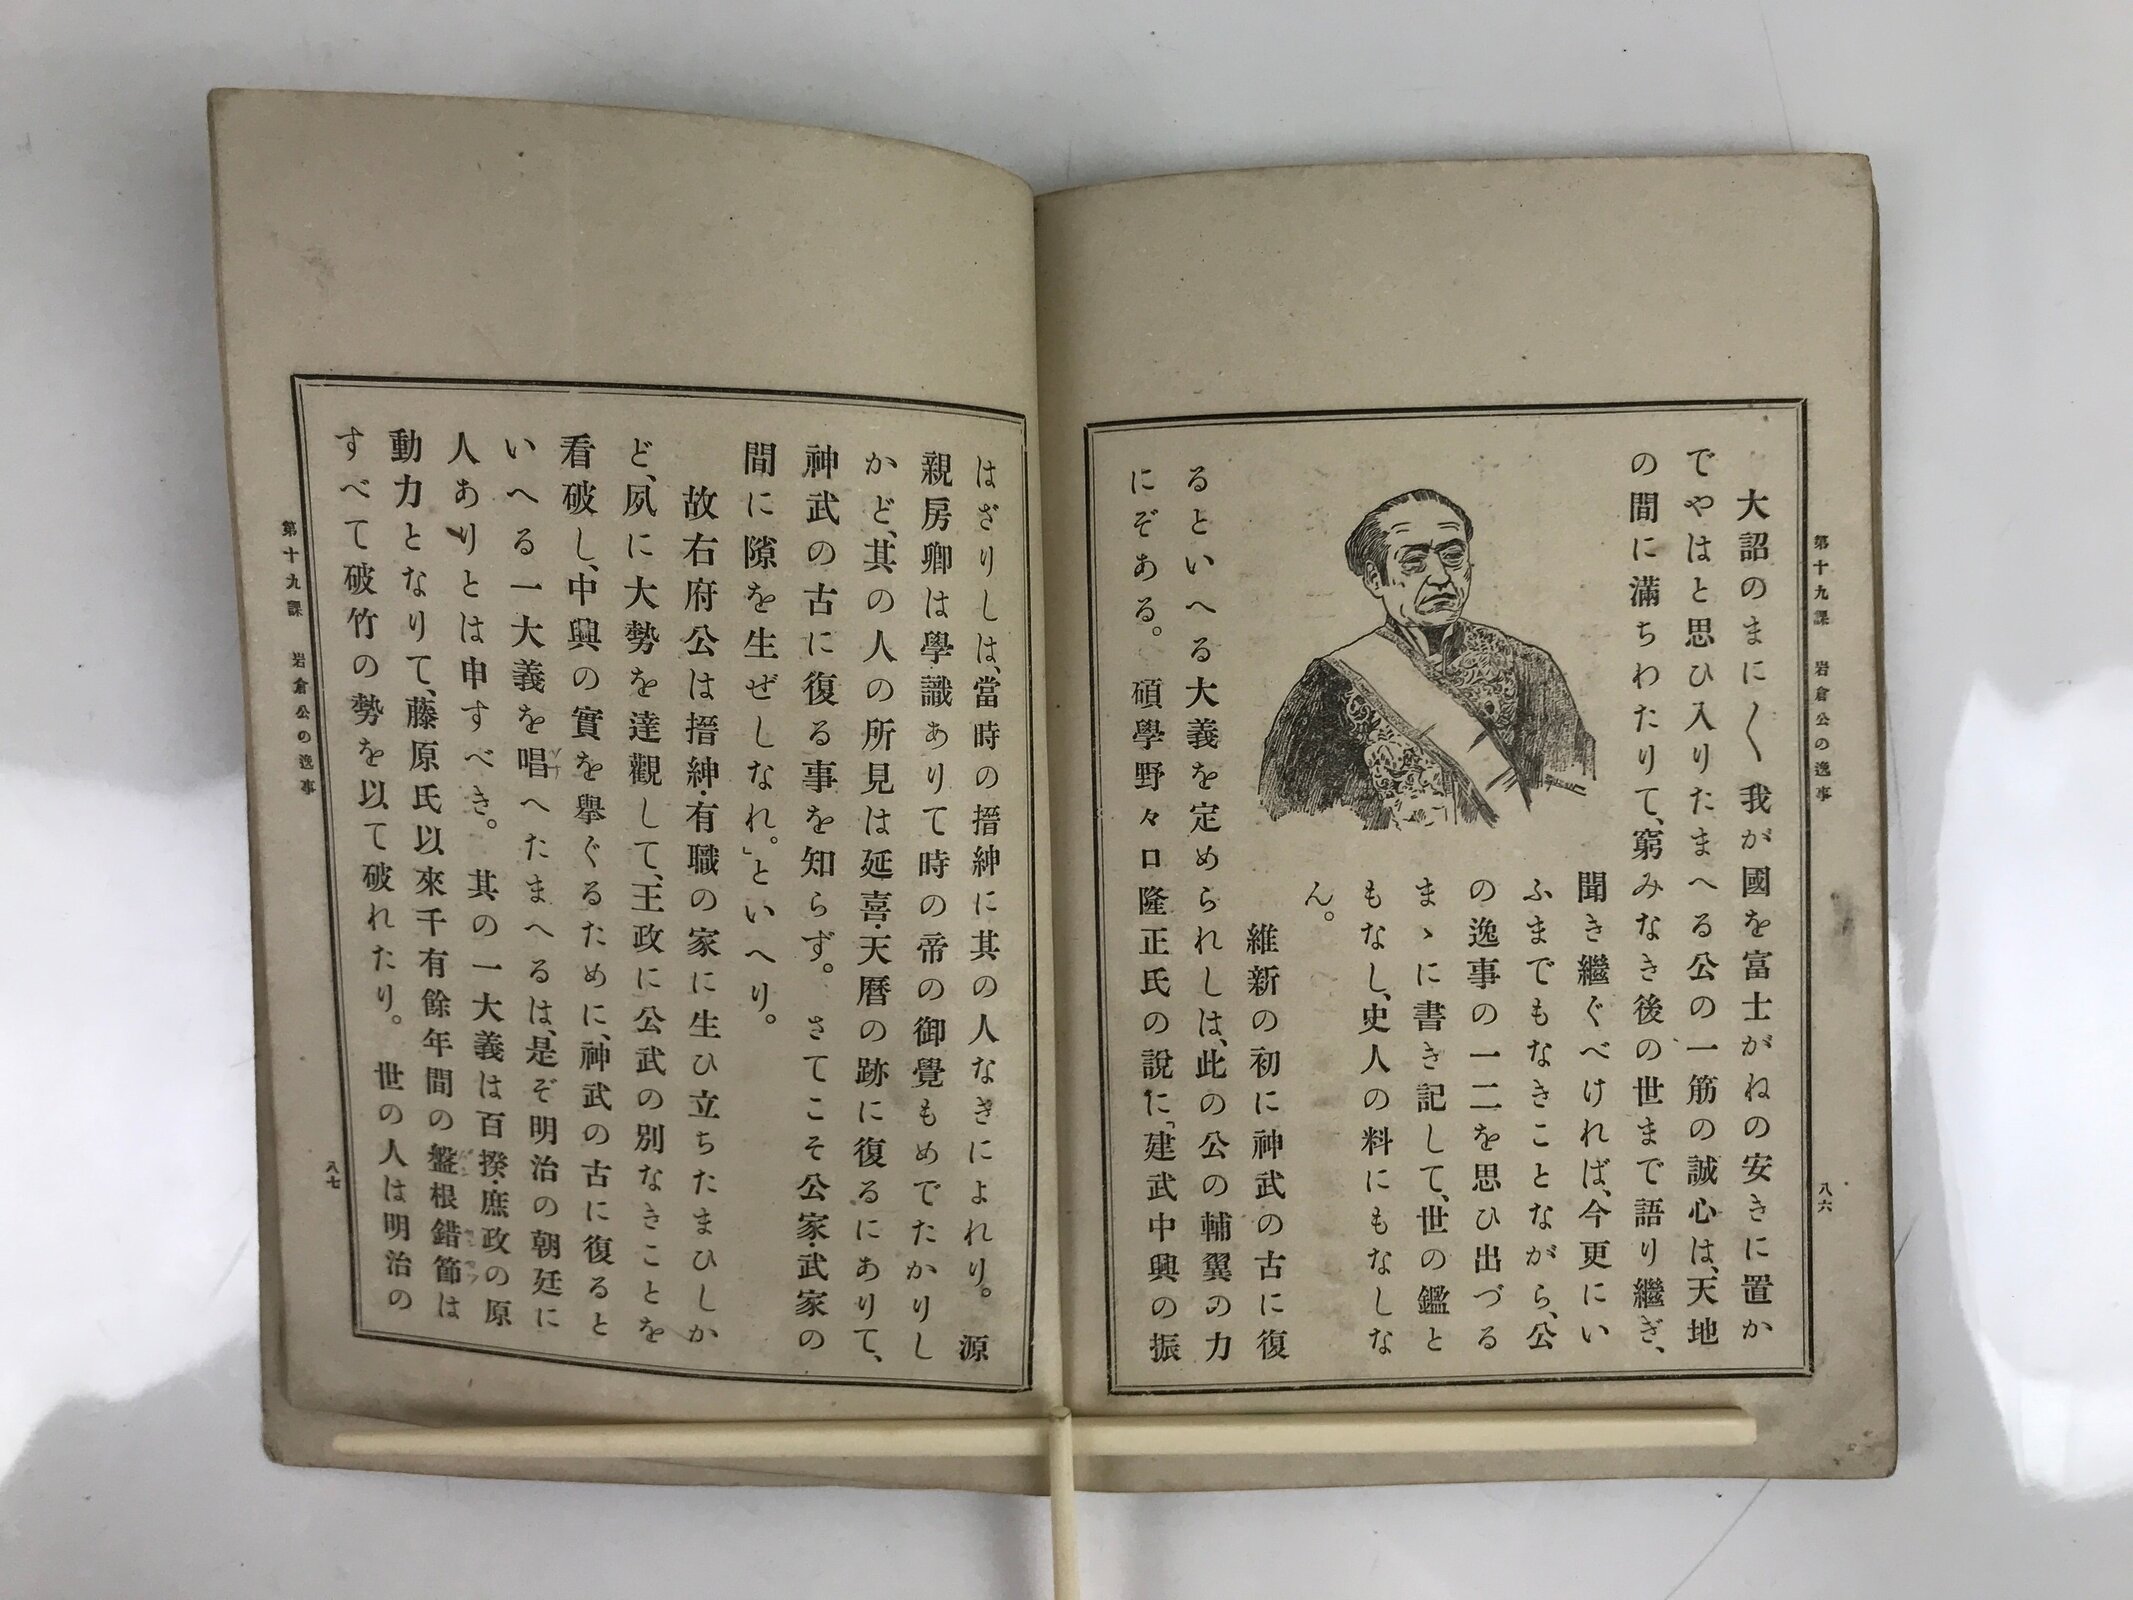 第十九課　岩倉公の逸事
八六
大詔のまに〱我が國を富士がねの安きに置か
でやはと思ひ入りたまへる公の一筋の誠心は、天地
の間に滿ちわたりて、窮みなき後の世まで語り繼ぎ、
聞き繼ぐべければ、今更にい
ふまでもなきことながら、公
の逸事の一二を思ひ出づる
まゝに書き記して、世の鑑と
もなし、史人の料にもなしな
ん。
維新の初に神武の古に復
るといへる大義を定められしは、此の公の輔翼の力
にぞある。碩學野々口隆正氏の說に「建武中興の振
はざりしは、當時の搢紳に其の人なきによれり。源
親房卿は學識ありて時の帝の御覺もめでたかりし
かど、其の人の所見は延喜・天曆の跡に復るにありて、
神武の古に復る事を知らず。さてこそ公家・武家の
間に隙を生ぜしなれ。」といへり。
故右府公は搢紳・有職の家に生ひ立ちたまひしか
ど、夙に大勢を達觀して、王政に公武の別なきことを
看破し、中興の實を擧ぐるために、神武の古に復ると
いへる一大義を唱へたまへるは、是ぞ明治の朝廷に
人ありとは申すべき。其の一大義は百揆・庶政の原
動力となりて、藤原氏以來千有餘年間の盤根錯節は
すべて破竹の勢を以て破れたり。世の人は明治の
第十九課　岩倉公の逸事
八七